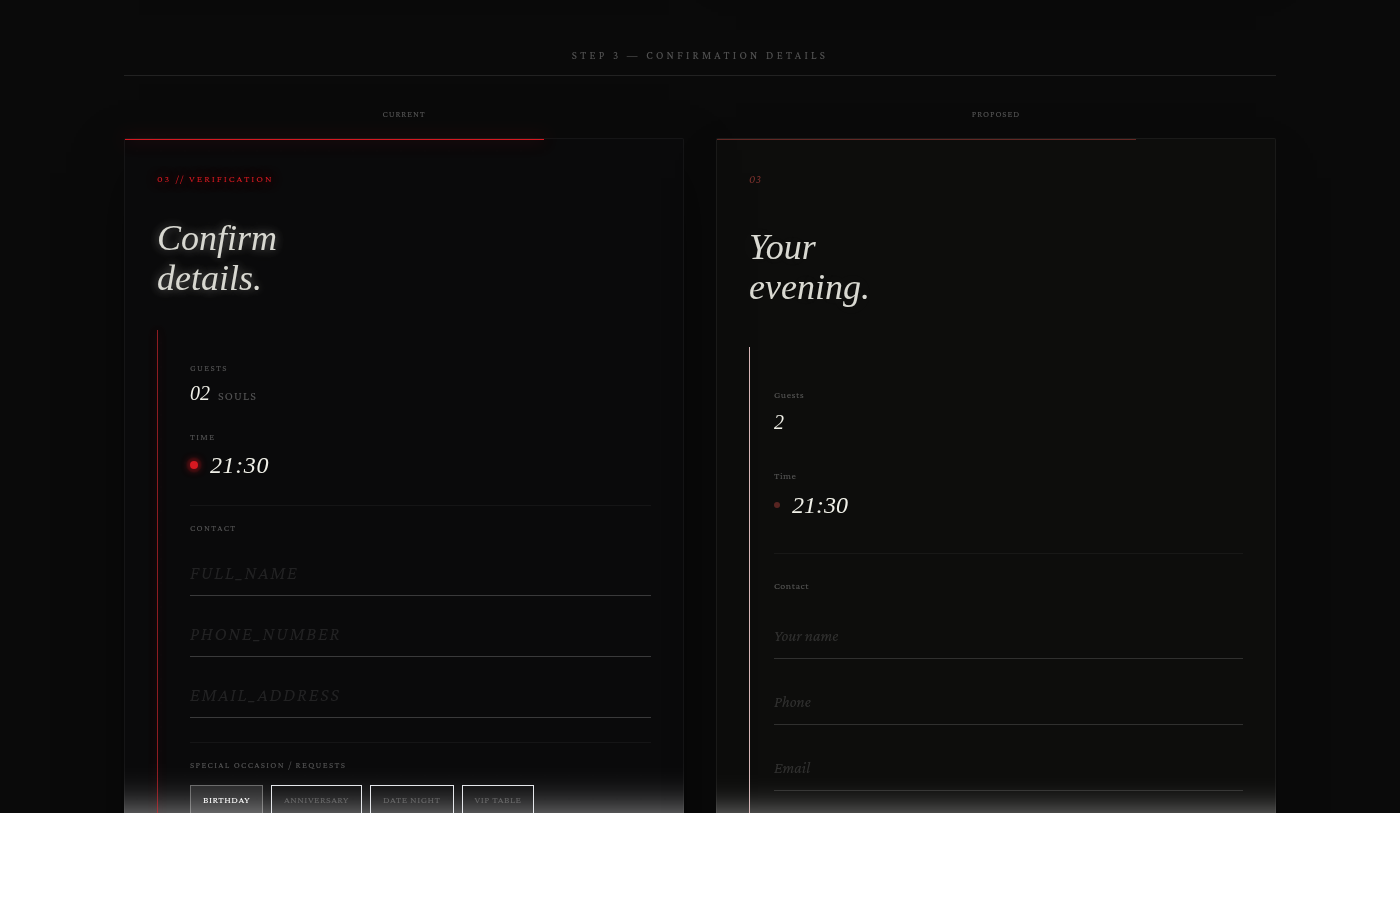 STEP 3 — CONFIRMATION DETAILS
CURRENT
03 // VERIFICATION
Confirm
details.
GUESTS
02 SOULS
TIME
21:30
CONTACT
FULL_NAME
PHONE_NUMBER
EMAIL_ADDRESS
SPECIAL OCCASION / REQUESTS
BIRTHDAY ANNIVERSARY DATE NIGHT VIP TABLE
PROPOSED
03
Your
evening.
Guests
2
Time
21:30
Contact
Your name
Phone
Email